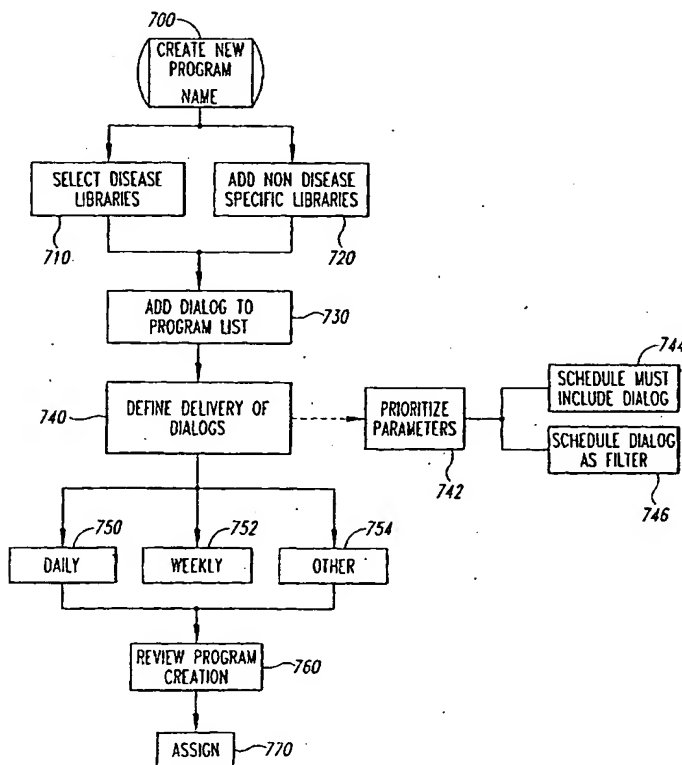 700
CREATE NEW
PROGRAM
NAME
SELECT DISEASE
LIBRARIES
710
ADD NON DISEASE
SPECIFIC LIBRARIES
720
ADD DIALOG TO
PROGRAM LIST
730
740
DEFINE DELIVERY OF
DIALOGS
PRIORITIZE
PARAMETERS
742
744
SCHEDULE MUST
INCLUDE DIALOG
SCHEDULE DIALOG
AS FILTER
746
750
DAILY
752
WEEKLY
754
OTHER
REVIEW PROGRAM
CREATION
760
ASSIGN
770